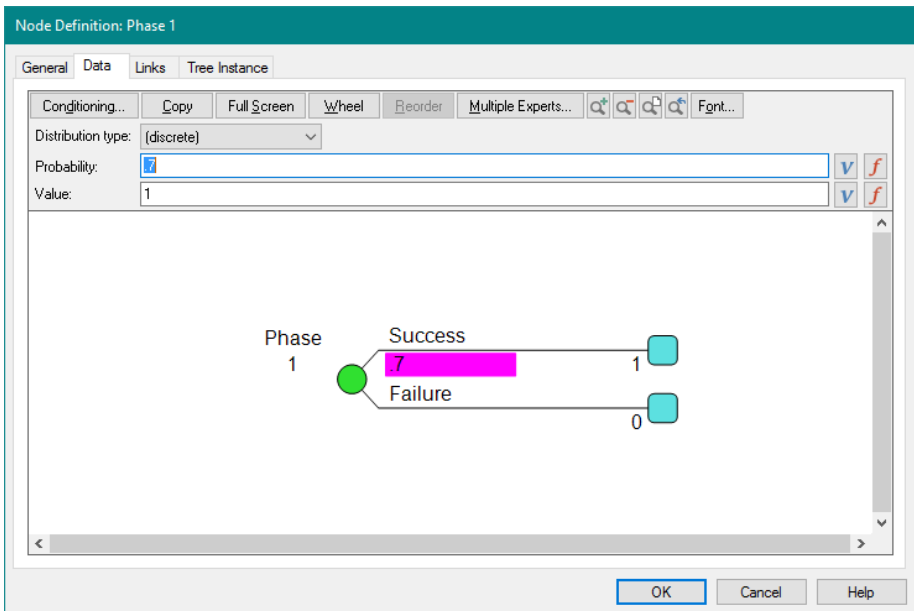 Node Definition: Phase 1
General Data Links Tree Instance
Conditioning... Copy Full Screen Wheel Reorder Multiple Experts... Font...
Distribution type: (discrete)
Probability: .7 V f
Value: 1 V f
Phase
1
Success
.7 1
Failure
0
OK Cancel Help